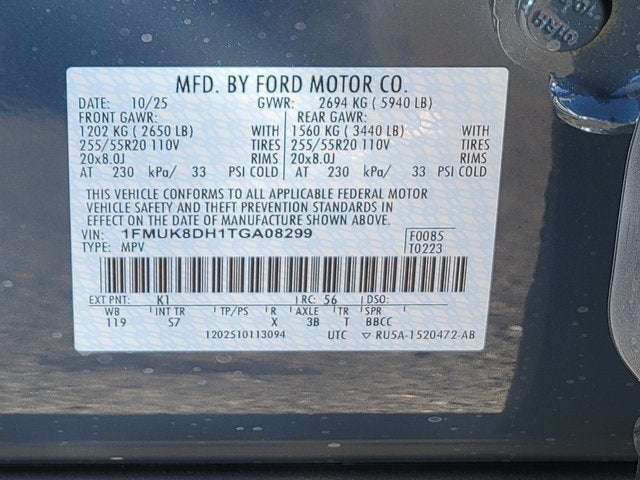 MFD. BY FORD MOTOR CO.
DATE: 10/25 GVWR: 2694 KG ( 5940 LB)
FRONT GAWR: REAR GAWR:
1202 KG ( 2650 LB) WITH 1560 KG ( 3440 LB) WITH
255/55R20 110V TIRES 255/55R20 110V TIRES
20x8.0J RIMS 20x8.0J RIMS
AT 230 kPa/ 33 PSI COLD AT 230 kPa/ 33 PSI COLD
THIS VEHICLE CONFORMS TO ALL APPLICABLE FEDERAL MOTOR
VEHICLE SAFETY AND THEFT PREVENTION STANDARDS IN
EFFECT ON THE DATE OF MANUFACTURE SHOWN ABOVE.
VIN: 1FMUK8DH1TGA08299 F0085
TYPE: MPV T0223
EXT PNT: K1 RC: 56 DSO:
WB INT TR TP/PS R AXLE TR SPR
119 S7 X 3B T BBCC
1202510113094 UTC ▽ RU5A-1520472-AB